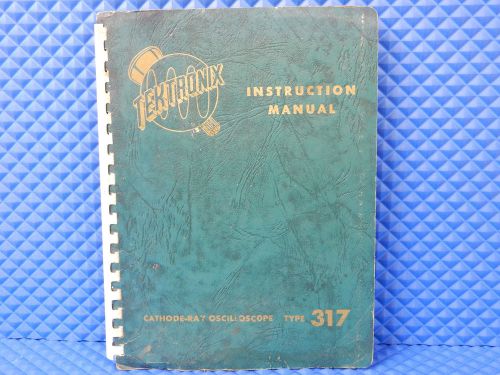 TEKTRONIX
INSTRUCTION
MANUAL
CATHODE-RAY OSCILLOSCOPE TYPE 317